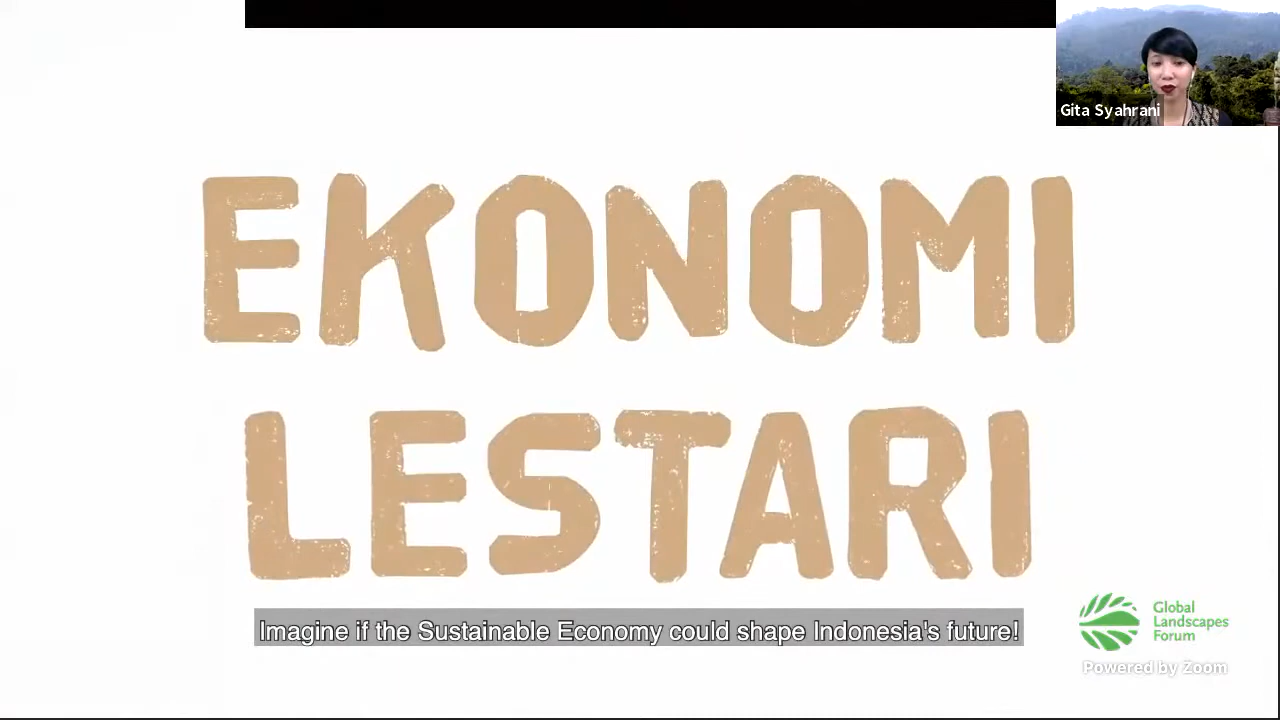 Gita Syahrani
EKONOMI
LESTARI
Imagine if the Sustainable Economy could shape Indonesia's future!
Global
Landscapes
Forum
Powered by Zoom